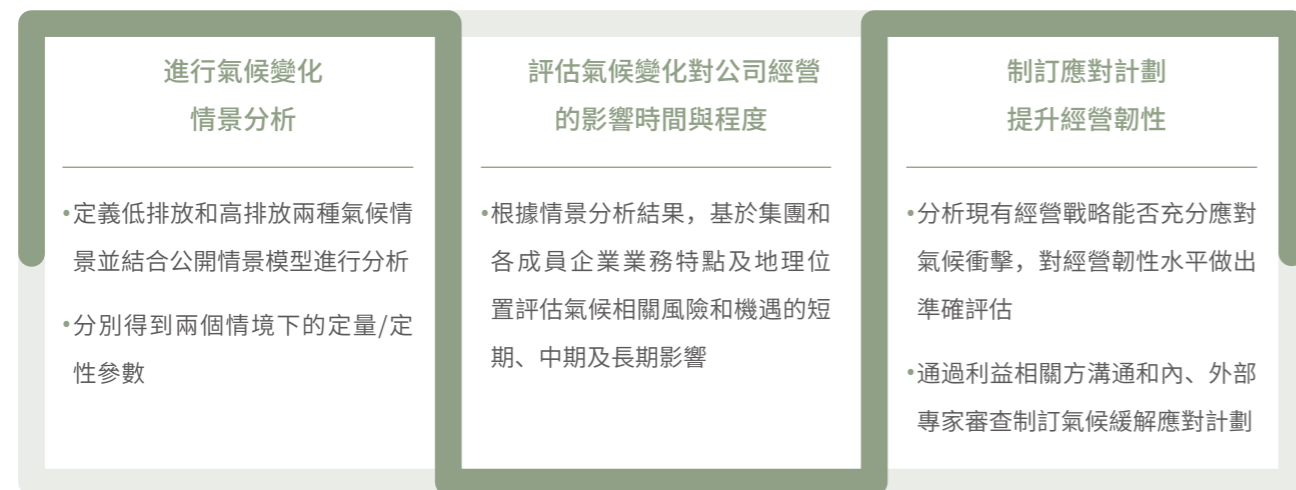 進行氣候變化
情景分析
•定義低排放和高排放兩種氣候情
景並結合公開情景模型進行分析
•分別得到兩個情境下的定量/定
性參數
評估氣候變化對公司經營
的影響時間與程度
•根據情景分析結果，基於集團和
各成員企業業務特點及地理位
置評估氣候相關風險和機遇的短
期、中期及長期影響
制訂應對計劃
提升經營韌性
•分析現有經營戰略能否充分應對
氣候衝擊，對經營韌性水平做出
準確評估
•通過利益相關方溝通和內、外部
專家審查制訂氣候緩解應對計劃